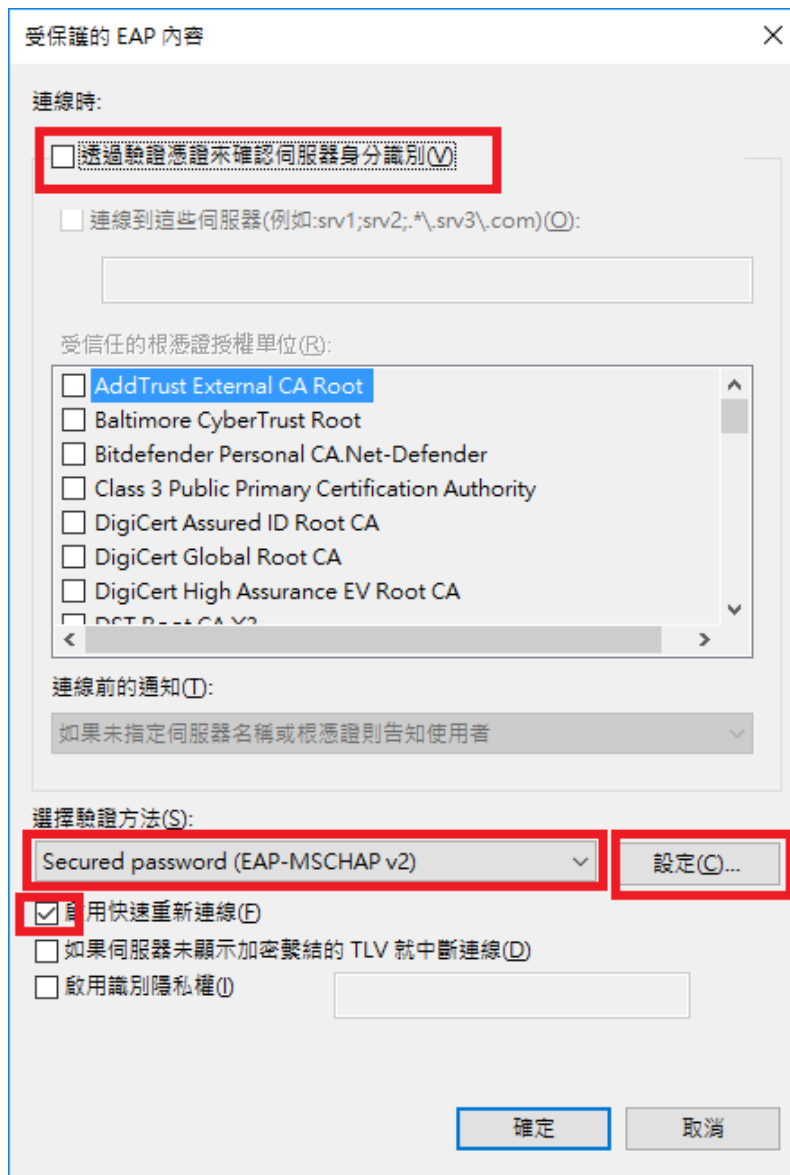 受保護的 EAP 內容
連線時:
透過驗證憑證來確認伺服器身分識別(V)
連線到這些伺服器(例如:srv1;srv2;.*\.srv3\.com)(O):
受信任的根憑證授權單位(R):
AddTrust External CA Root
Baltimore CyberTrust Root
Bitdefender Personal CA.Net-Defender
Class 3 Public Primary Certification Authority
DigiCert Assured ID Root CA
DigiCert Global Root CA
DigiCert High Assurance EV Root CA
DST Root CA X3
連線前的通知(T):
如果未指定伺服器名稱或根憑證則告知使用者
選擇驗證方法(S):
Secured password (EAP-MSCHAP v2)
設定(C)...
啟用快速重新連線(F)
如果伺服器未顯示加密繫結的 TLV 就中斷連線(D)
啟用識別隱私權(I)
確定
取消